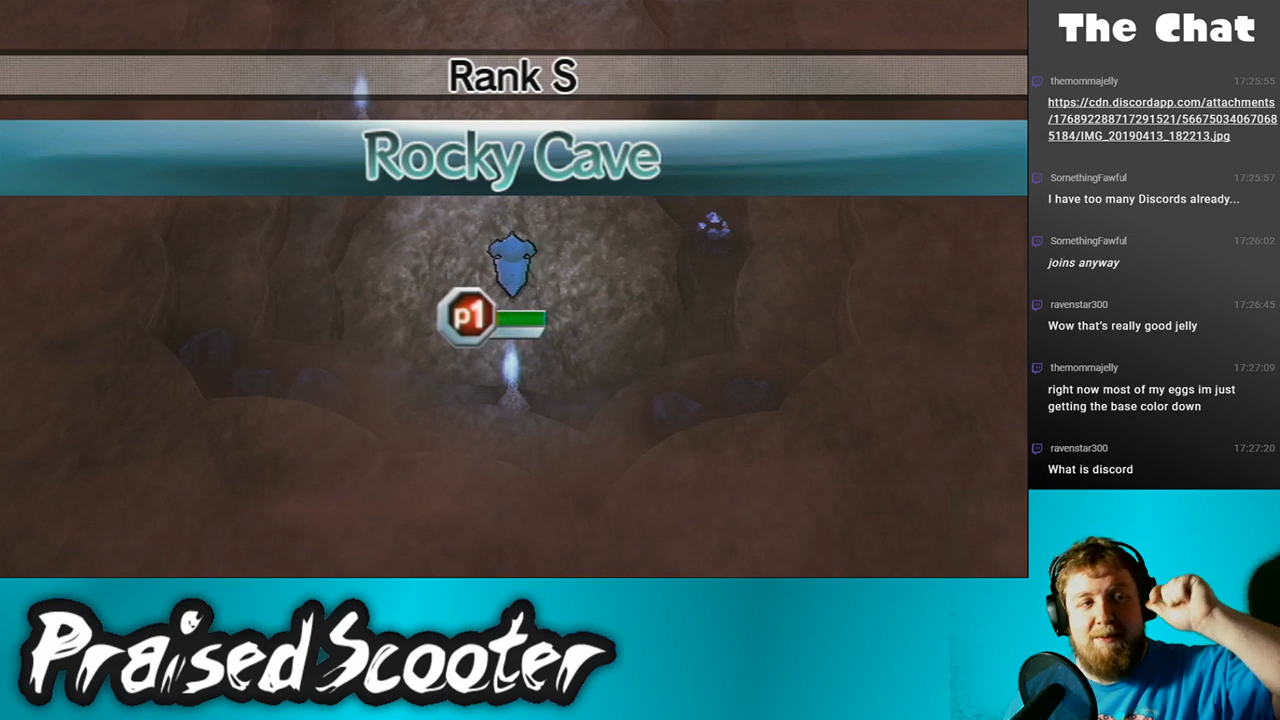 Rank S
Rocky Cave
p1
PraisedScooter
The Chat
themommajelly 17:25:55
https://cdn.discordapp.com/attachments
/176892288717291521/56675034067068
5184/IMG_20190413_182213.jpg
SomethingFawful 17:25:57
I have too many Discords already...
SomethingFawful 17:26:02
joins anyway
ravenstar300 17:26:45
Wow that's really good jelly
themommajelly 17:27:09
right now most of my eggs im just
getting the base color down
ravenstar300 17:27:20
What is discord